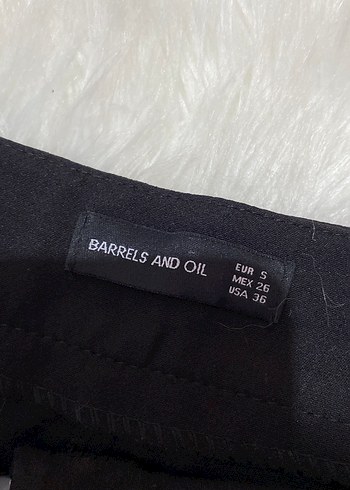 BARRELS AND OIL
EUR S
MEX 26
USA 36